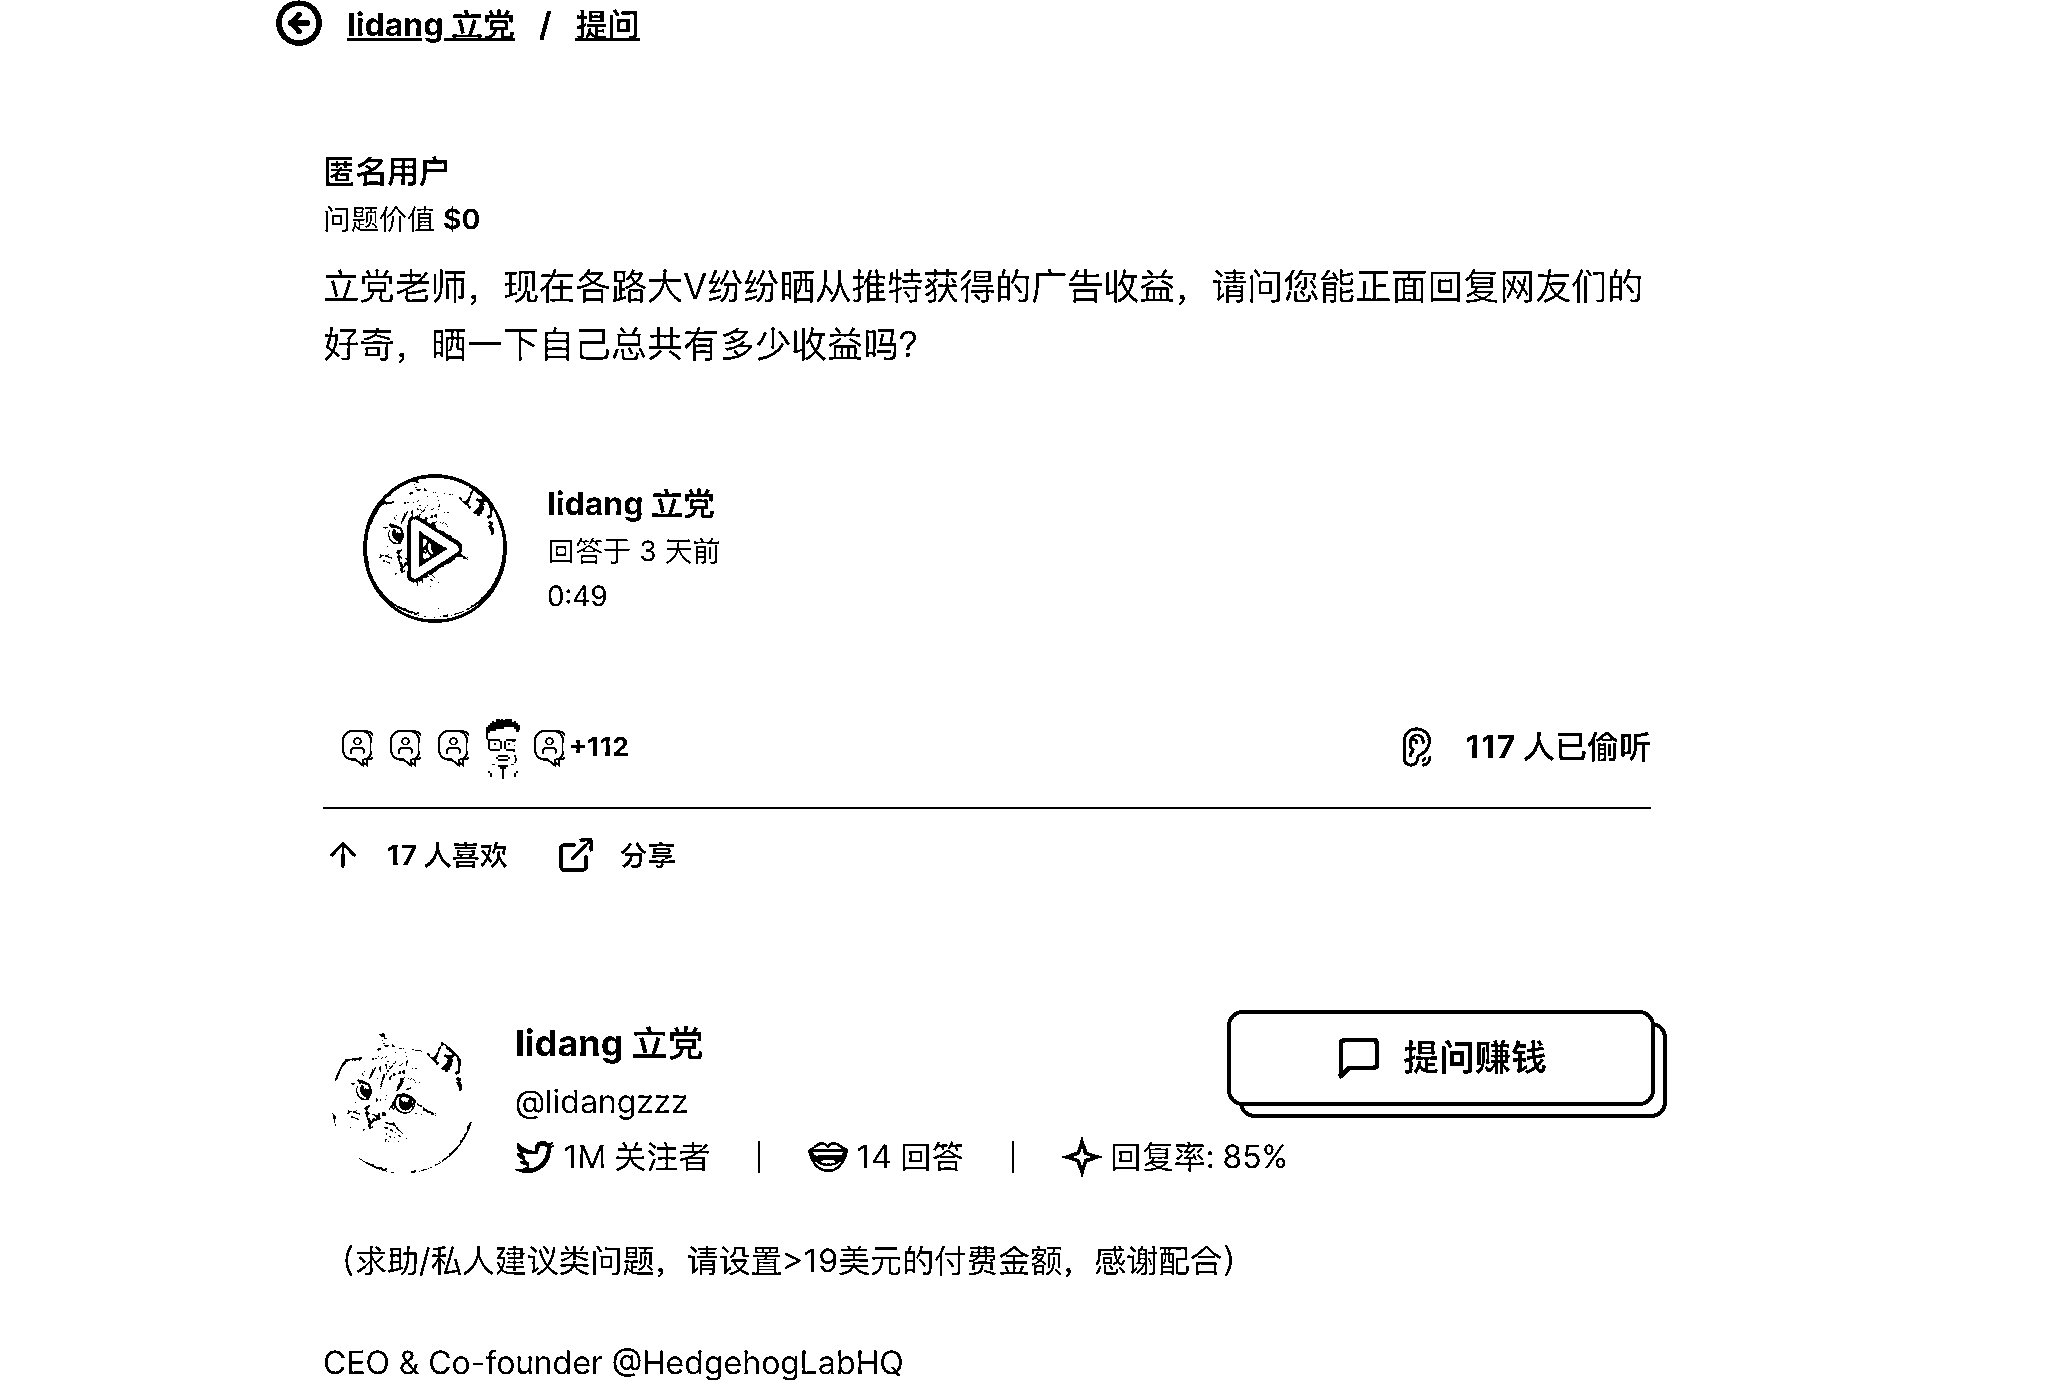 lidang 立党 / 提问
匿名用户
问题价值 $0
立党老师，现在各路大V纷纷晒从推特获得的广告收益，请问您能正面回复网友们的
好奇，晒一下自己总共有多少收益吗？
lidang 立党
回答于 3 天前
0:49
+112
117 人已偷听
17 人喜欢 分享
lidang 立党
提问赚钱
@lidangzzz
1M 关注者 | 14 回答 | 回复率: 85%
（求助/私人建议类问题，请设置>19美元的付费金额，感谢配合）
CEO & Co-founder @HedgehogLabHQ